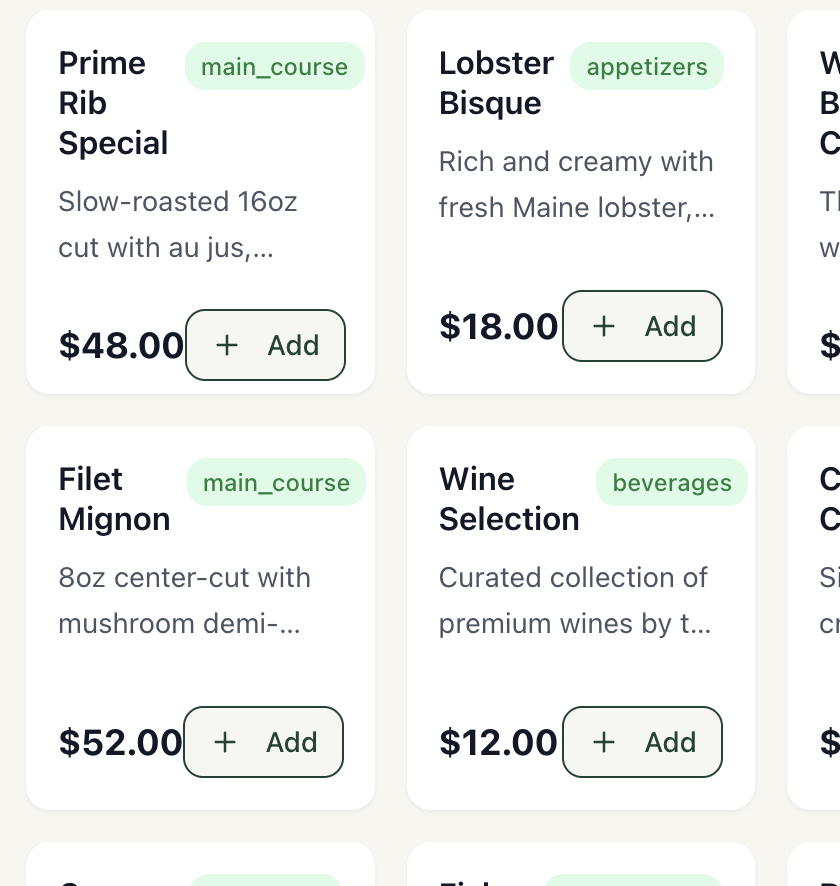 Prime
Rib
Special
main_course
Slow-roasted 16oz
cut with au jus,...
$48.00
+ Add
Lobster
Bisque
appetizers
Rich and creamy with
fresh Maine lobster,...
$18.00
+ Add
Filet
Mignon
main_course
8oz center-cut with
mushroom demi-...
$52.00
+ Add
Wine
Selection
beverages
Curated collection of
premium wines by t...
$12.00
+ Add